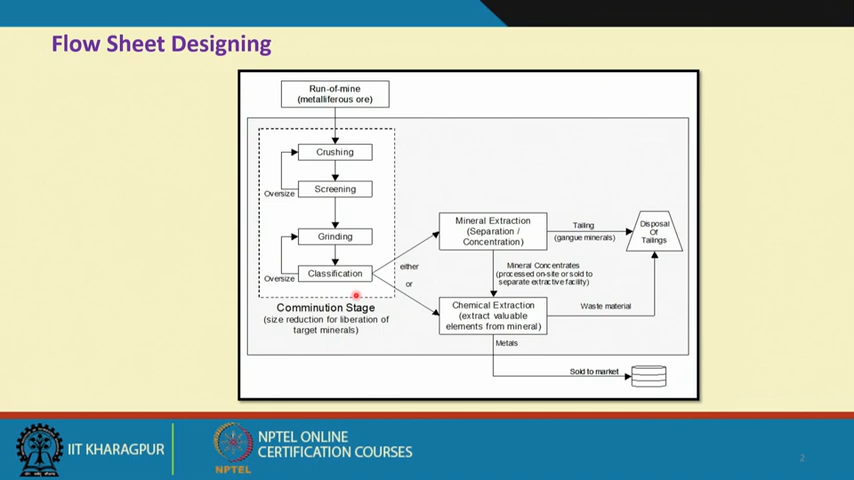 Flow Sheet Designing
Run-of-mine
(metalliferous ore)
Crushing
Oversize
Screening
Grinding
Oversize
Classification
Comminution Stage
(size reduction for liberation of
target minerals)
either
or
Mineral Extraction
(Separation /
Concentration)
Tailing
(gangue minerals)
Disposal
Of
Tailings
Mineral Concentrates
(processed on-site or sold to
separate extractive facility)
Chemical Extraction
(extract valuable
elements from mineral)
Waste material
Metals
Sold to market
IIT KHARAGPUR
NPTEL
NPTEL ONLINE
CERTIFICATION COURSES
2